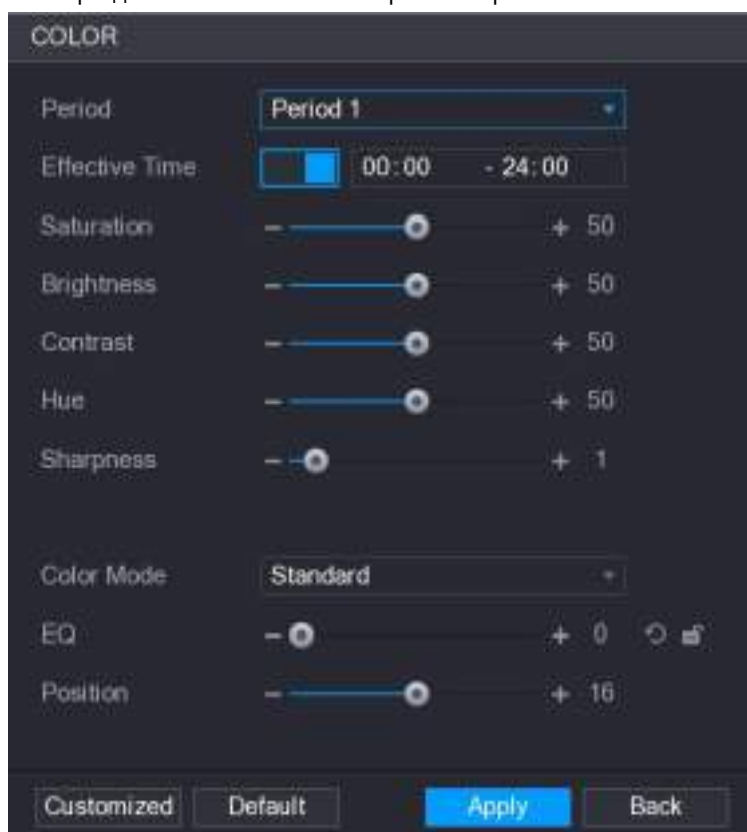 COLOR
Period Period 1
Effective Time 00:00 - 24:00
Saturation - + 50
Brightness - + 50
Contrast - + 50
Hue - + 50
Sharpness - + 1
Color Mode Standard
EQ - + 0
Position - + 16
Customized Default Apply Back